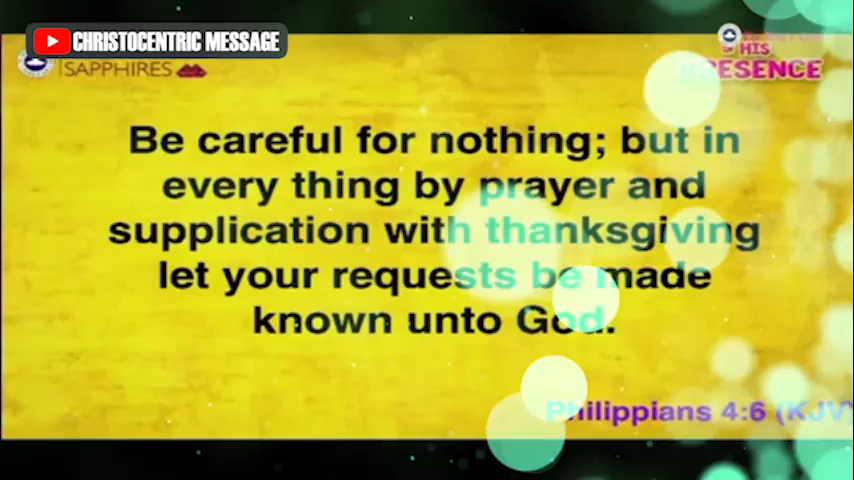 CHRISTOCENTRIC MESSAGE
SAPPHIRES
HIS
PRESENCE
Be careful for nothing; but in
every thing by prayer and
supplication with thanksgiving
let your requests be made
known unto God.
Philippians 4:6 (KJV)